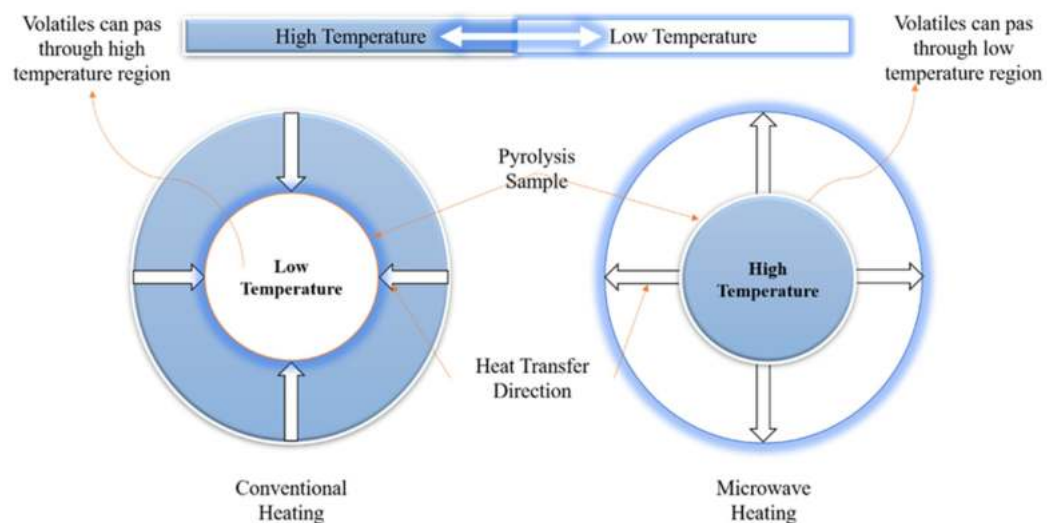 Volatiles can pas
through high
temperature region
High Temperature
Low Temperature
Volatiles can pas
through low
temperature region
Pyrolysis
Sample
Low
Temperature
High
Temperature
Heat Transfer
Direction
Conventional
Heating
Microwave
Heating